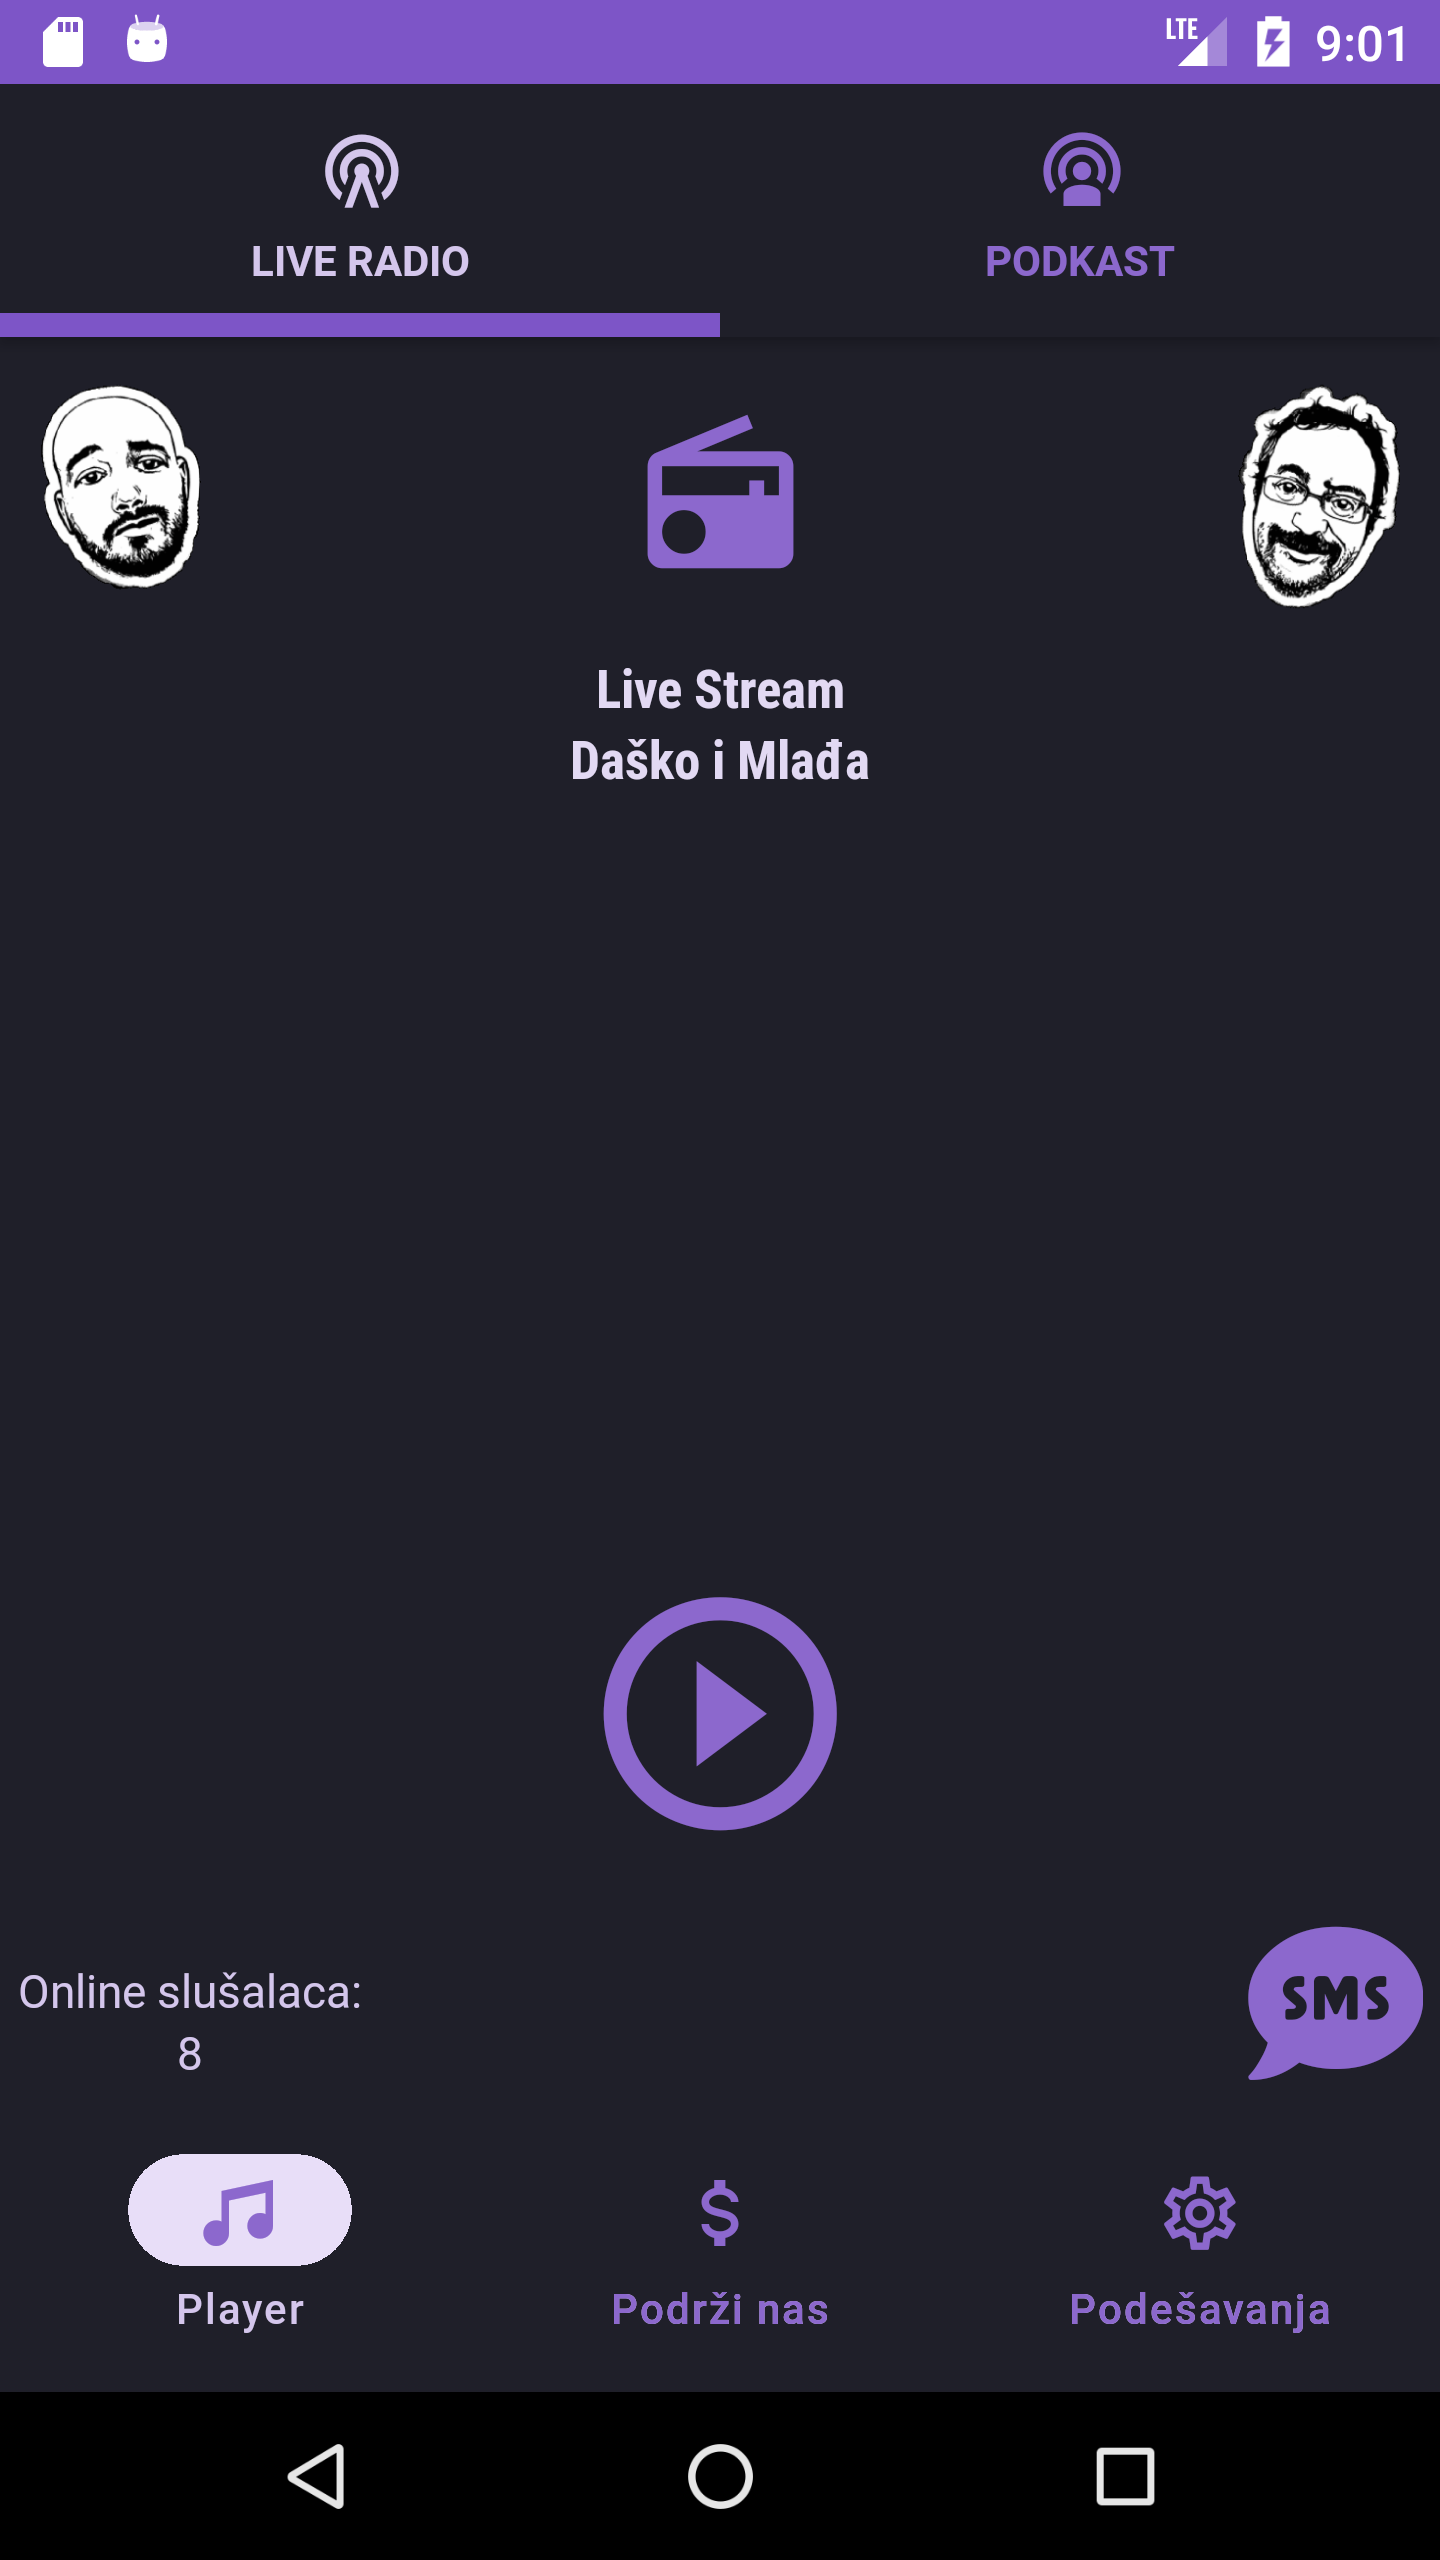 LTE 9:01
LIVE RADIO
PODKAST
Live Stream
Daško i Mlađa
Online slušalaca:
8
SMS
Player
Podrži nas
Podešavanja